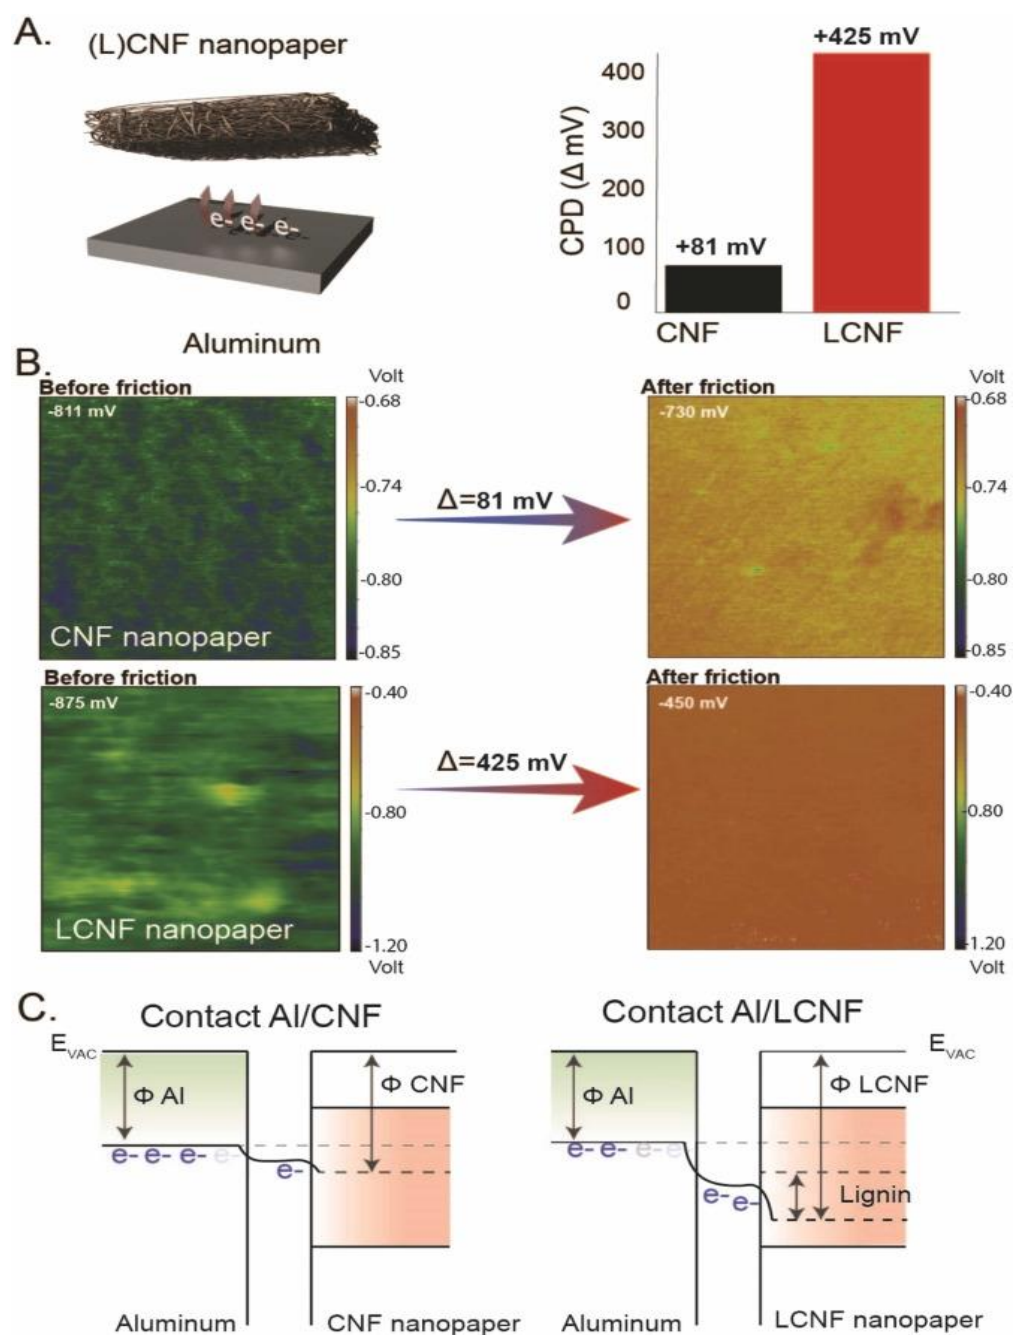 A.
(L)CNF nanopaper
e- e- e-
Aluminum
CPD (Δ mV)
400
300
200
100
0
+81 mV
+425 mV
CNF
LCNF
B.
Before friction
Volt
-811 mV
CNF nanopaper
-0.68
-0.74
-0.80
-0.85
Δ=81 mV
After friction
Volt
-730 mV
-0.68
-0.74
-0.80
-0.85
Before friction
-875 mV
LCNF nanopaper
-0.40
-0.80
-1.20
Volt
Δ=425 mV
After friction
-450 mV
-0.40
-0.80
-1.20
Volt
C.
Contact Al/CNF
EVAC
Φ Al
Φ CNF
e- e- e- e-
e-
Aluminum
CNF nanopaper
Contact Al/LCNF
EVAC
Φ Al
Φ LCNF
e- e- e- e-
e- e-
Lignin
Aluminum
LCNF nanopaper